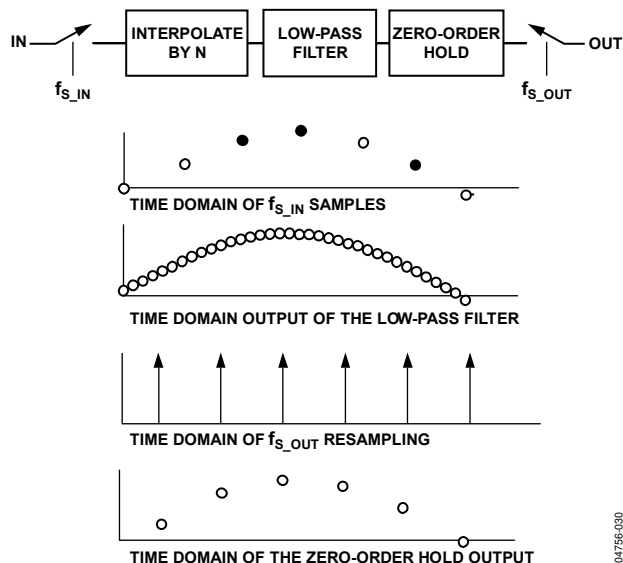 IN
INTERPOLATE
BY N
LOW-PASS
FILTER
ZERO-ORDER
HOLD
OUT
fS_IN
fS_OUT
TIME DOMAIN OF fS_IN SAMPLES
TIME DOMAIN OUTPUT OF THE LOW-PASS FILTER
TIME DOMAIN OF fS_OUT RESAMPLING
TIME DOMAIN OF THE ZERO-ORDER HOLD OUTPUT
04756-030